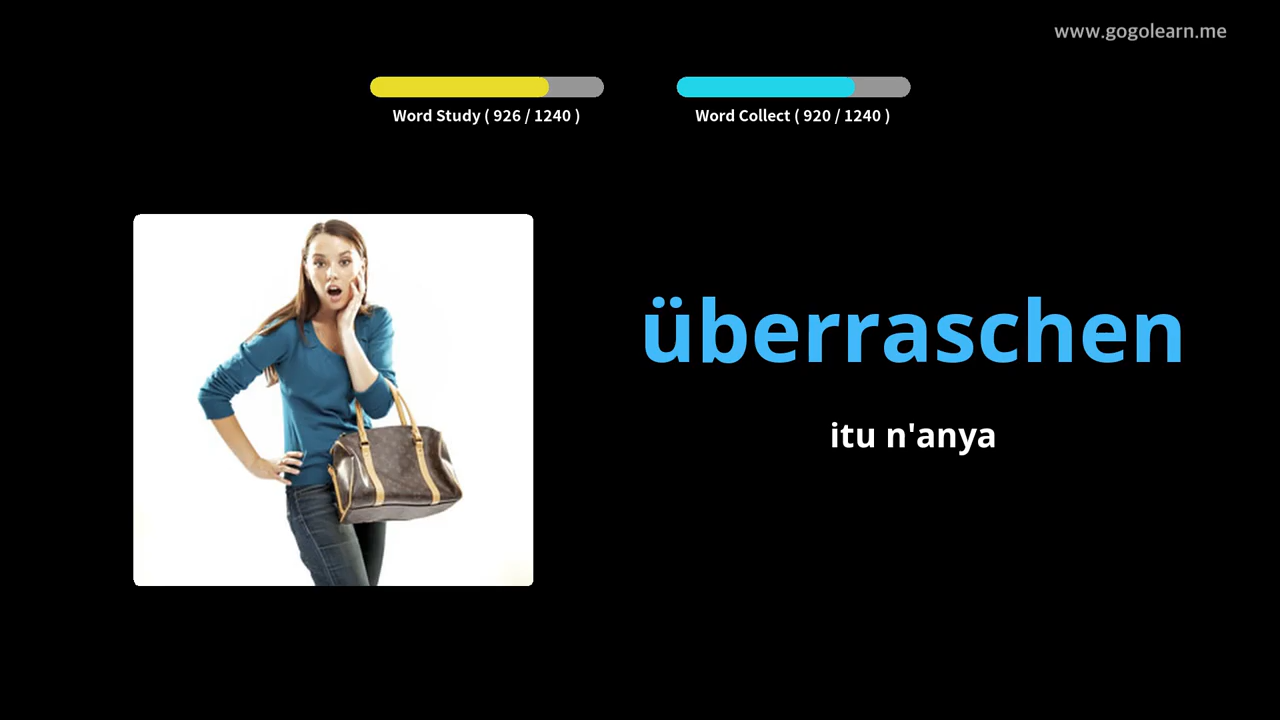 www.gogolearn.me
Word Study ( 926 / 1240 )
Word Collect ( 920 / 1240 )
überraschen
itu n'anya